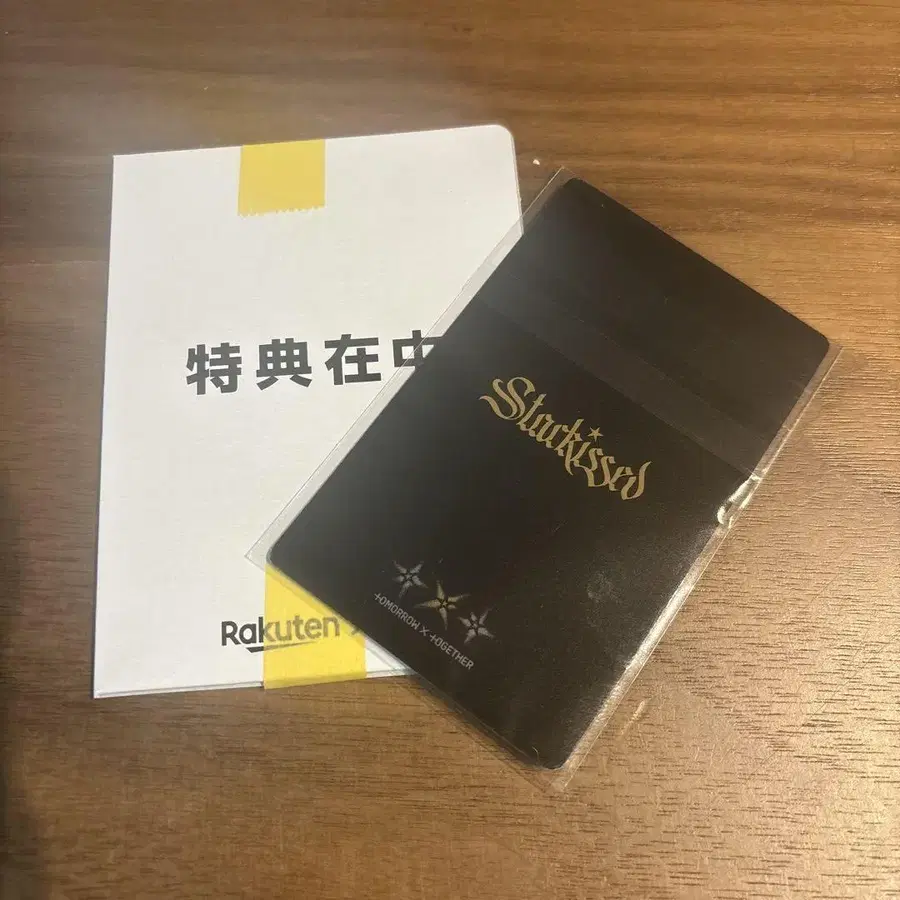 特典在中
Rakuten
Starkissed
tOMORROW X tOGETHER